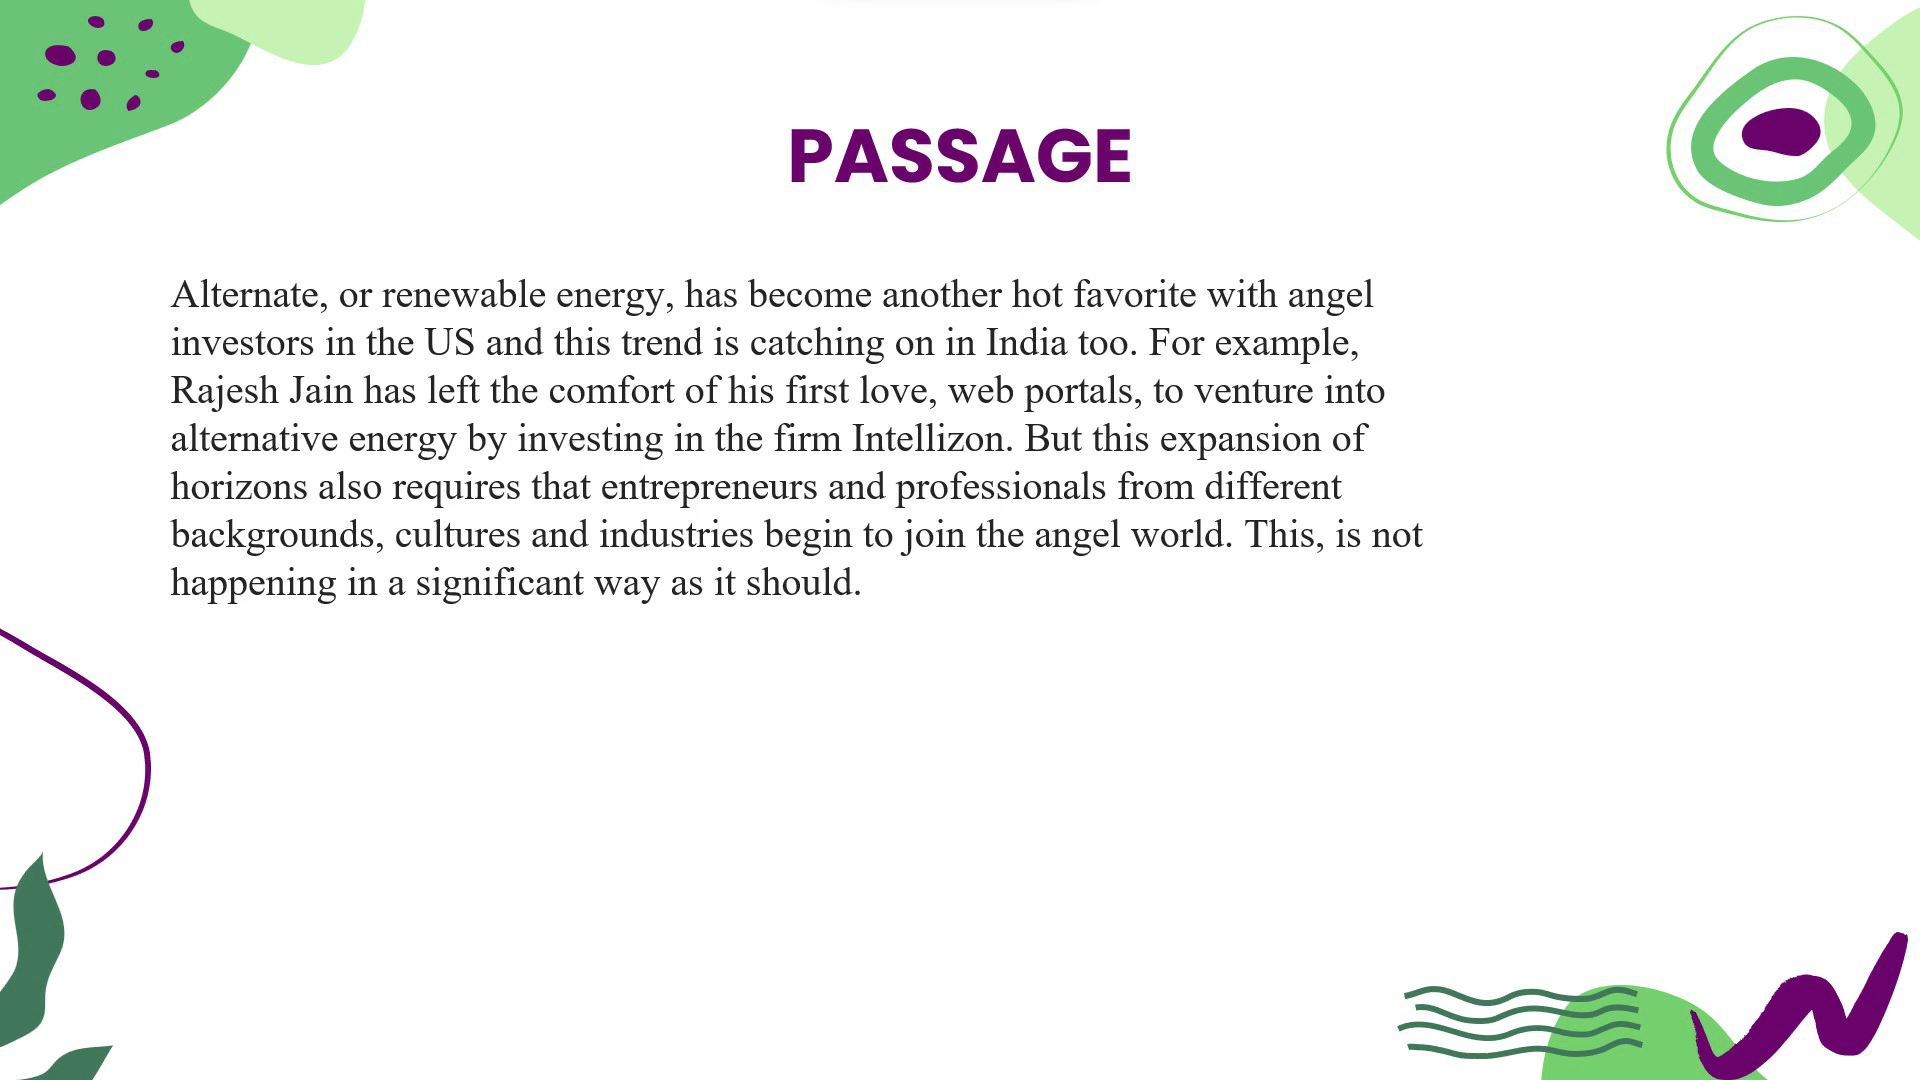 PASSAGE
Alternate, or renewable energy, has become another hot favorite with angel
investors in the US and this trend is catching on in India too. For example,
Rajesh Jain has left the comfort of his first love, web portals, to venture into
alternative energy by investing in the firm Intellizon. But this expansion of
horizons also requires that entrepreneurs and professionals from different
backgrounds, cultures and industries begin to join the angel world. This, is not
happening in a significant way as it should.